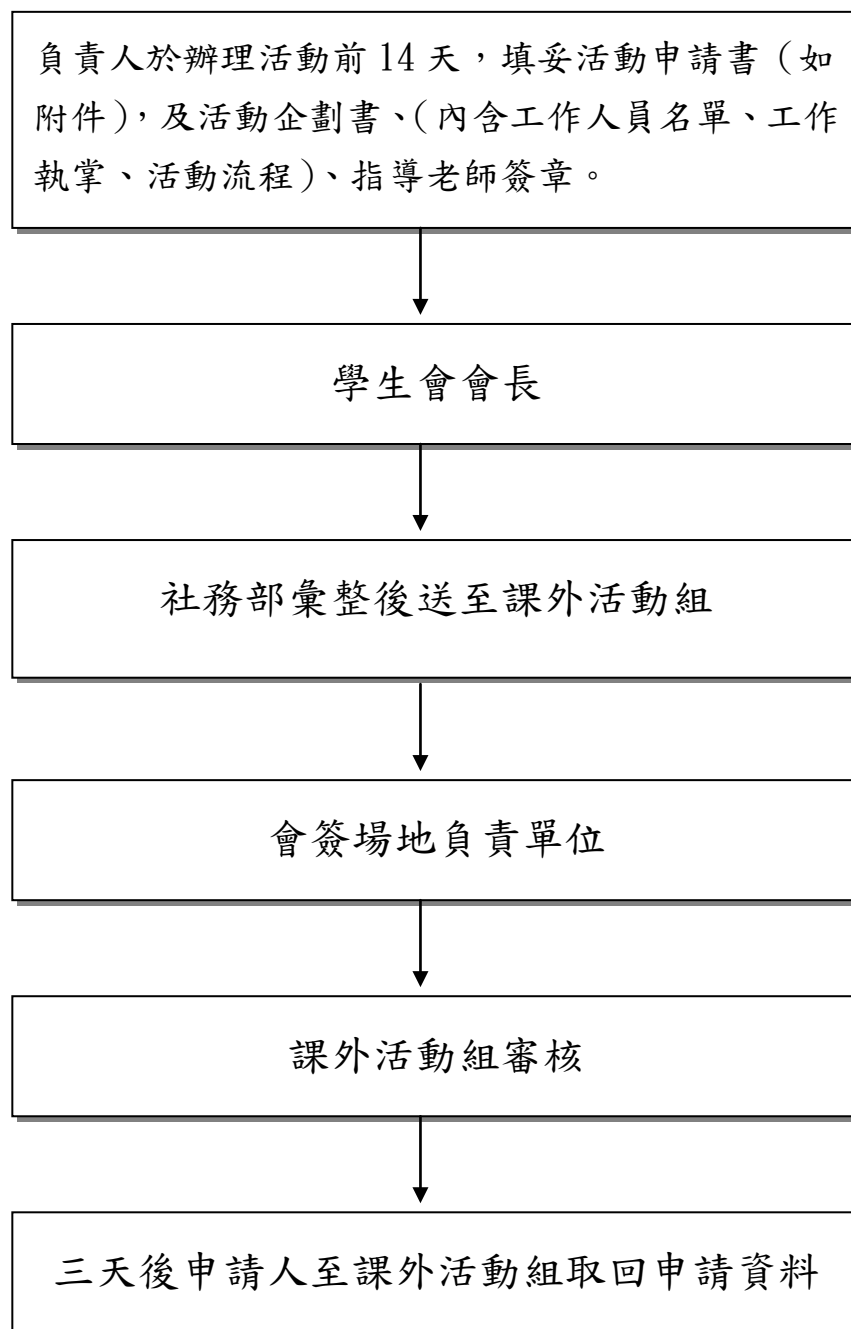 負責人於辦理活動前 14 天，填妥活動申請書（如
附件），及活動企劃書、（內含工作人員名單、工作
執掌、活動流程）、指導老師簽章。
學生會會長
社務部彙整後送至課外活動組
會簽場地負責單位
課外活動組審核
三天後申請人至課外活動組取回申請資料